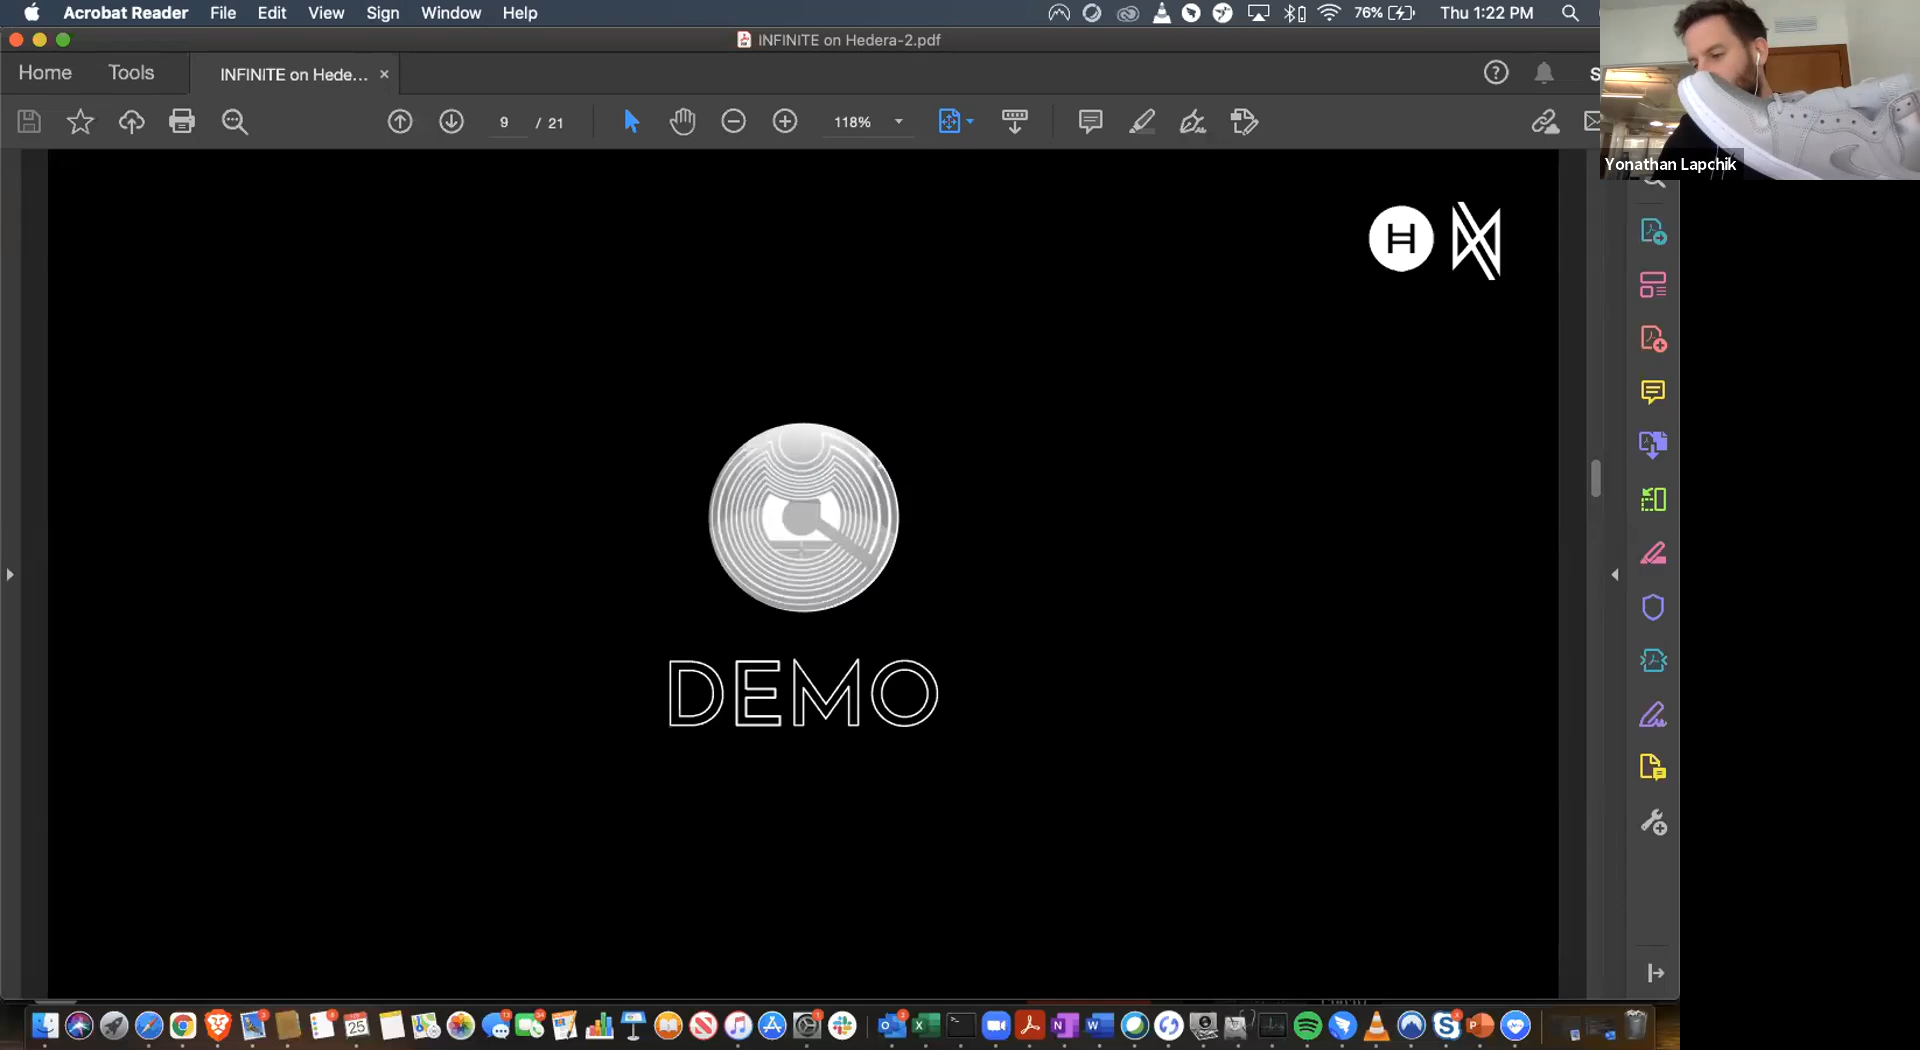 Acrobat Reader File Edit View Sign Window Help 76% Thu 1:22 PM
INFINITE on Hedera-2.pdf
Home Tools INFINITE on Hede... × ? S
9 / 21 118%
Yonathan Lapchik
H
DEMO
25